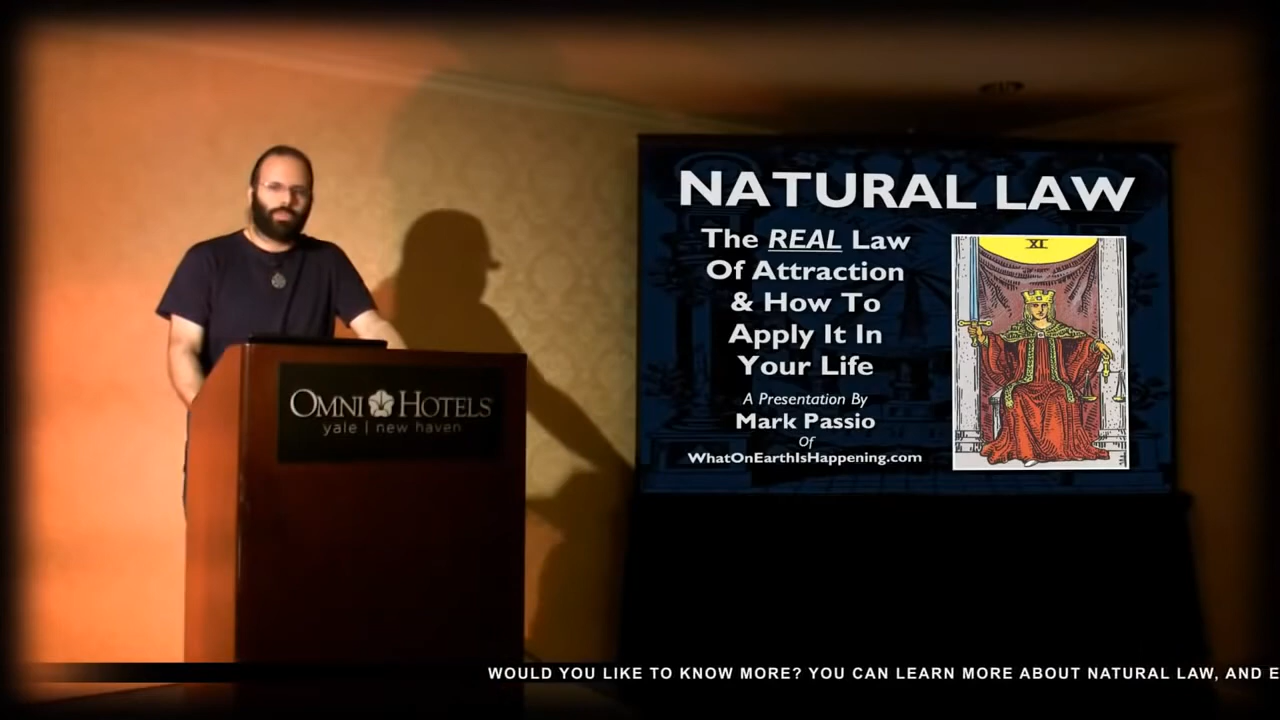 OMNI HOTELS
yale | new haven
NATURAL LAW
The REAL Law
Of Attraction
& How To
Apply It In
Your Life
A Presentation By
Mark Passio
Of
WhatOnEarthIsHappening.com
XI
WOULD YOU LIKE TO KNOW MORE? YOU CAN LEARN MORE ABOUT NATURAL LAW, AND E